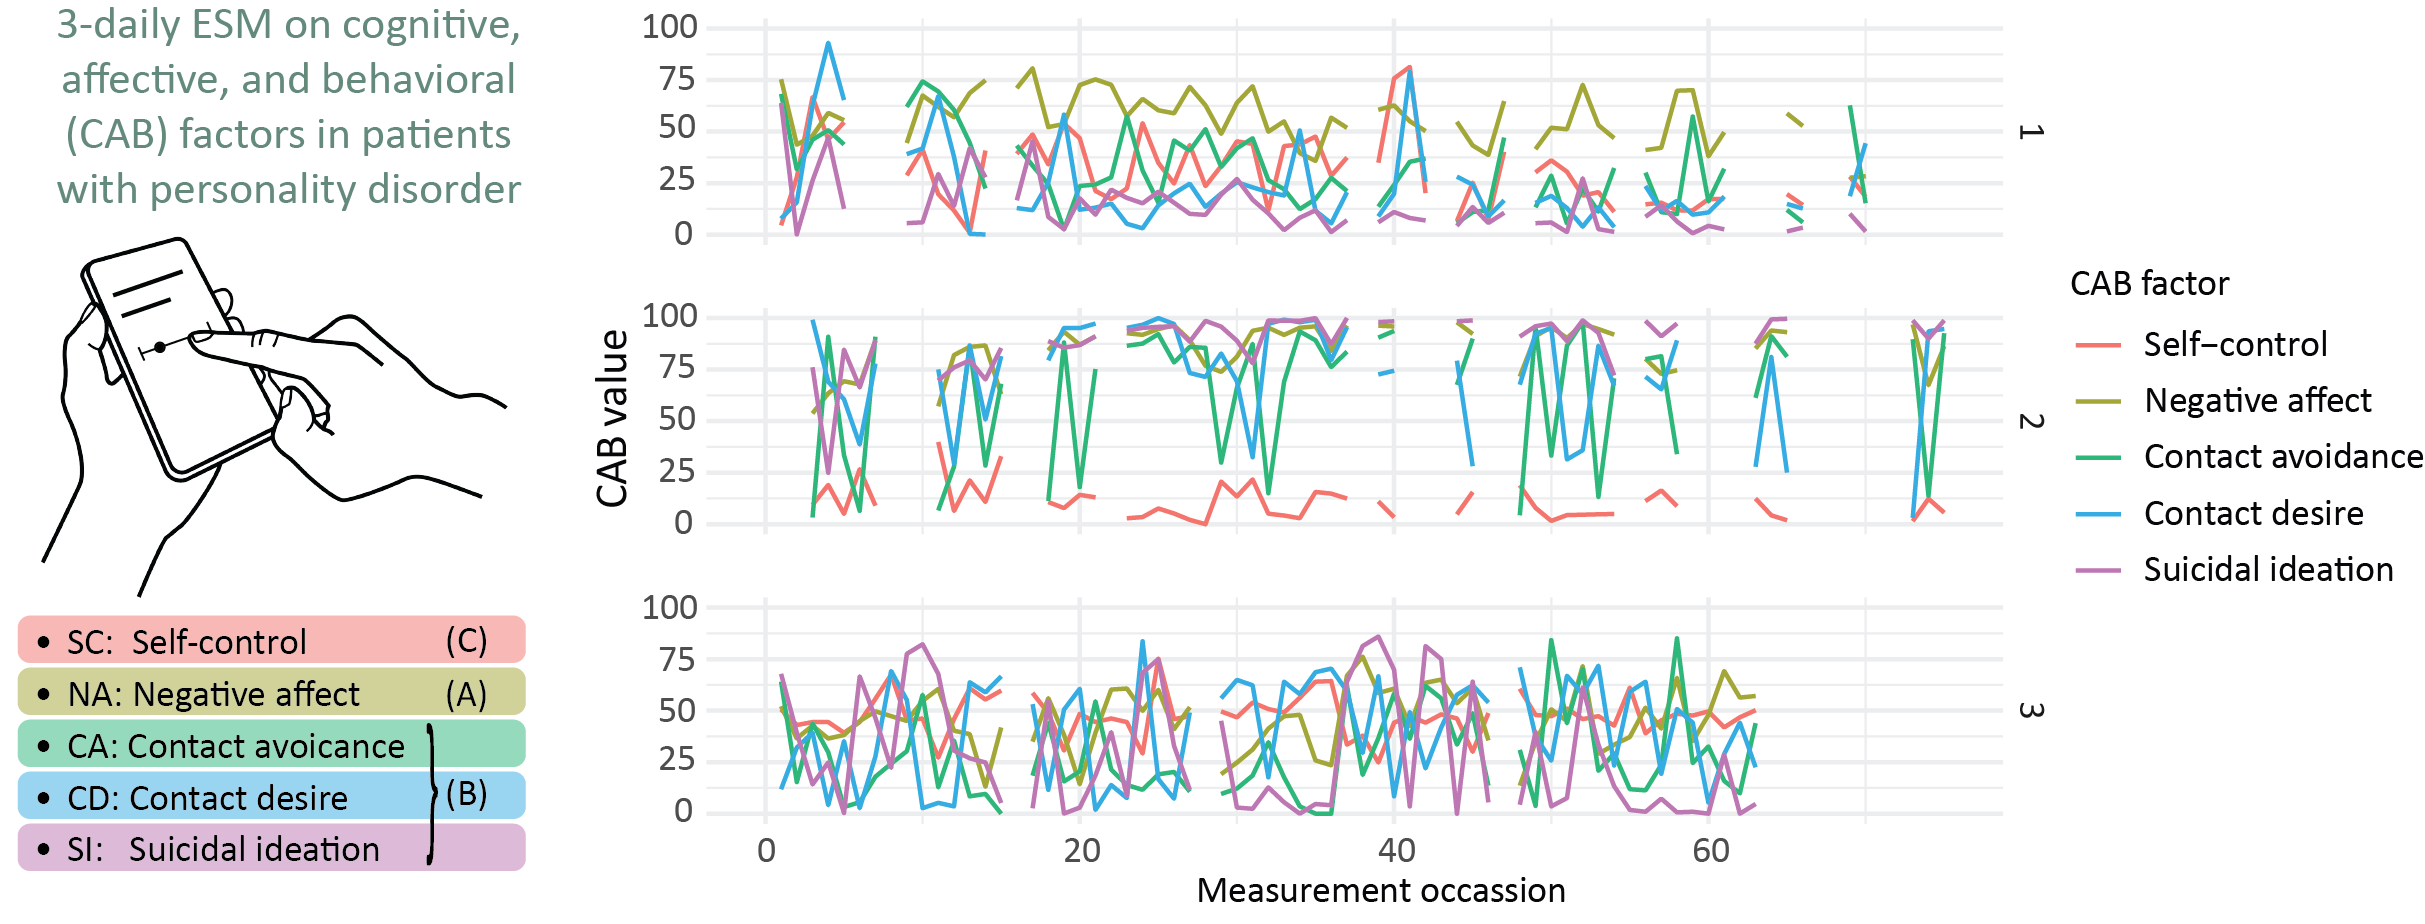 3-daily ESM on cognitive,
affective, and behavioral
(CAB) factors in patients
with personality disorder
• SC: Self-control (C)
• NA: Negative affect (A)
• CA: Contact avoicance
• CD: Contact desire (B)
• SI: Suicidal ideation
CAB value
100
75
50
25
0
1
100
75
50
25
0
2
100
75
50
25
0
3
0 20 40 60
Measurement occassion
CAB factor
Self−control
Negative affect
Contact avoidance
Contact desire
Suicidal ideation